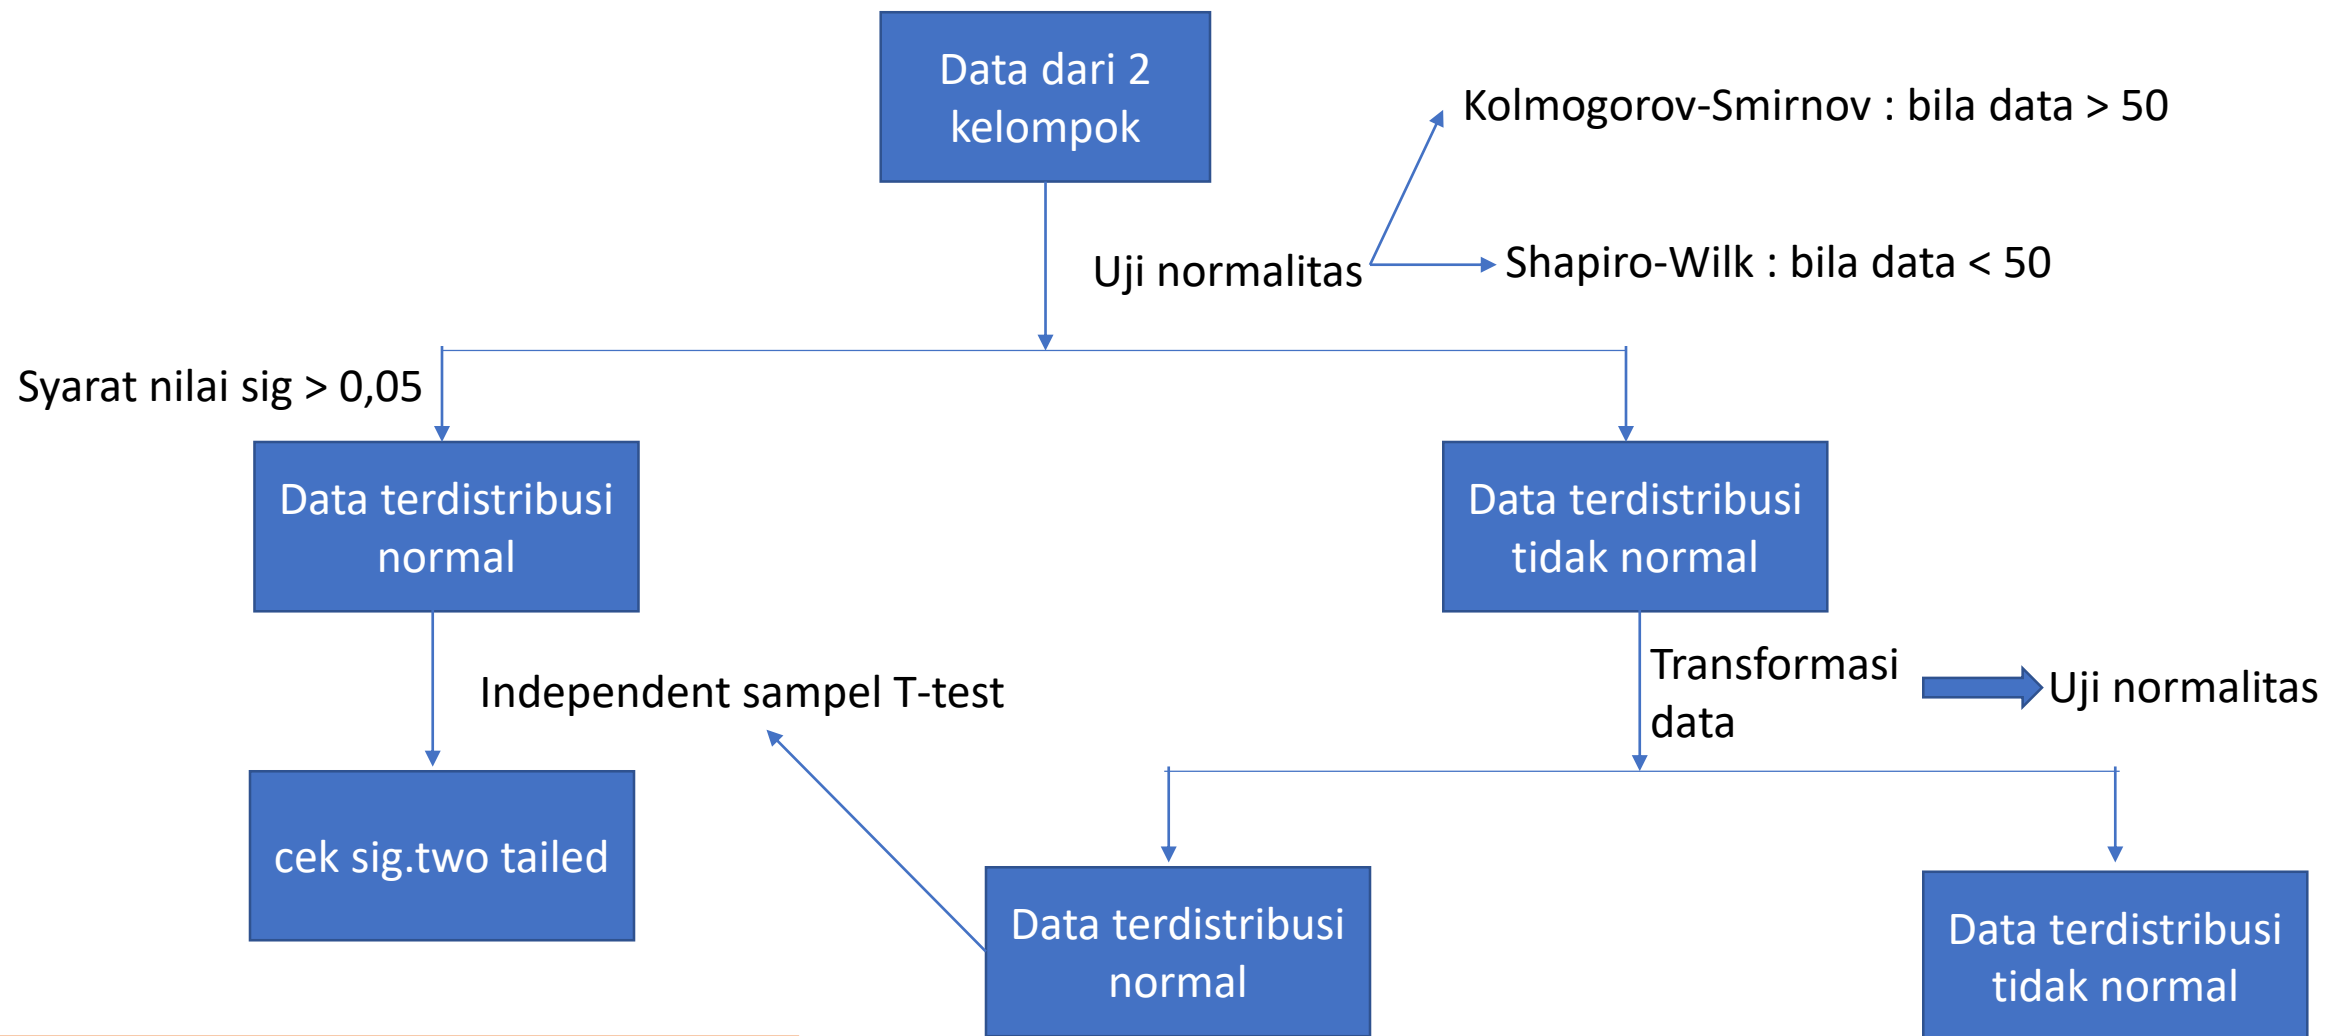 Data dari 2
kelompok
Kolmogorov-Smirnov : bila data > 50
Uji normalitas
Shapiro-Wilk : bila data < 50
Syarat nilai sig > 0,05
Data terdistribusi
normal
Data terdistribusi
tidak normal
Independent sampel T-test
Transformasi
data
Uji normalitas
cek sig.two tailed
Data terdistribusi
normal
Data terdistribusi
tidak normal